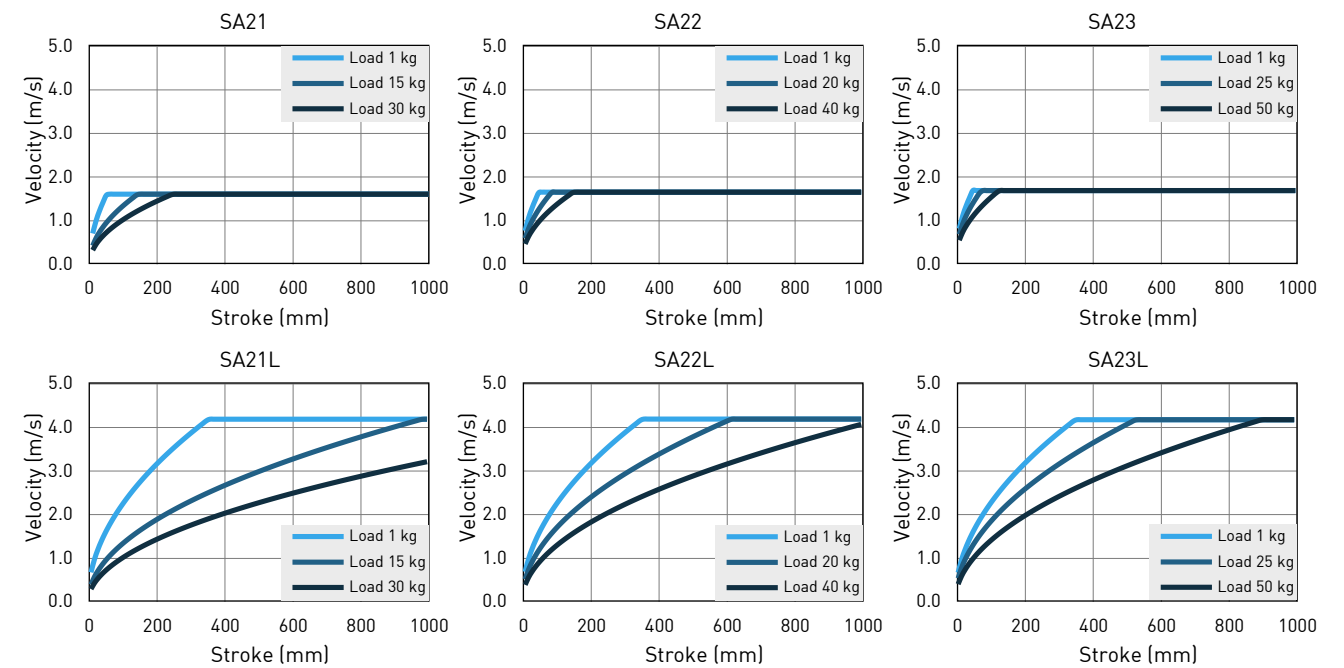 SA21
SA22
SA23
Velocity (m/s)
5.0
4.0
3.0
2.0
1.0
0.0
Load 1 kg
Load 15 kg
Load 30 kg
0 200 400 600 800 1000
Stroke (mm)
Velocity (m/s)
5.0
4.0
3.0
2.0
1.0
0.0
Load 1 kg
Load 20 kg
Load 40 kg
0 200 400 600 800 1000
Stroke (mm)
Velocity (m/s)
5.0
4.0
3.0
2.0
1.0
0.0
Load 1 kg
Load 25 kg
Load 50 kg
0 200 400 600 800 1000
Stroke (mm)
SA21L
SA22L
SA23L
Velocity (m/s)
5.0
4.0
3.0
2.0
1.0
0.0
Load 1 kg
Load 15 kg
Load 30 kg
0 200 400 600 800 1000
Stroke (mm)
Velocity (m/s)
5.0
4.0
3.0
2.0
1.0
0.0
Load 1 kg
Load 20 kg
Load 40 kg
0 200 400 600 800 1000
Stroke (mm)
Velocity (m/s)
5.0
4.0
3.0
2.0
1.0
0.0
Load 1 kg
Load 25 kg
Load 50 kg
0 200 400 600 800 1000
Stroke (mm)